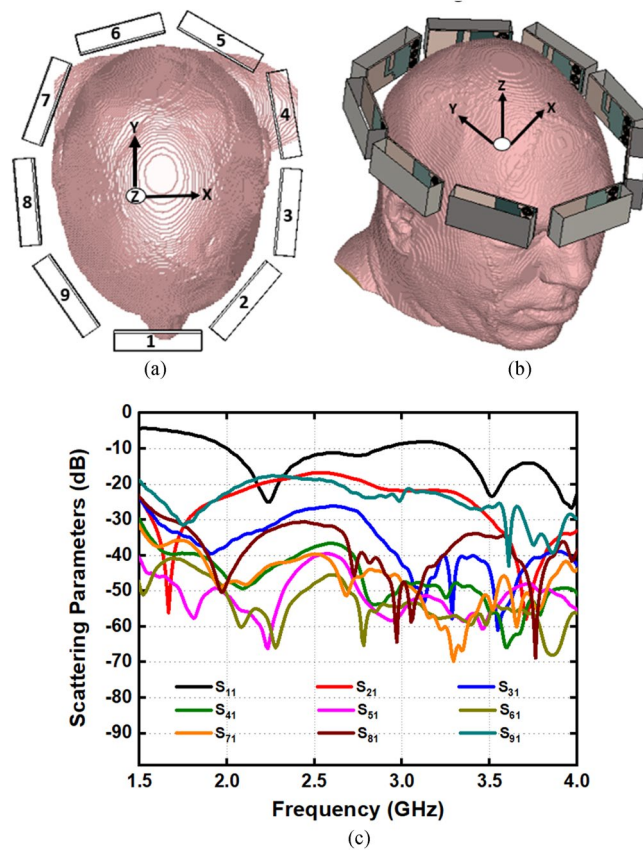 6
5
7
4
Y
Z
X
8
3
9
2
1
(a)
Z
Y
X
(b)
Scattering Parameters (dB)
0
-10
-20
-30
-40
-50
-60
-70
-80
-90
S11 S21 S31
S41 S51 S61
S71 S81 S91
1.5 2.0 2.5 3.0 3.5 4.0
Frequency (GHz)
(c)